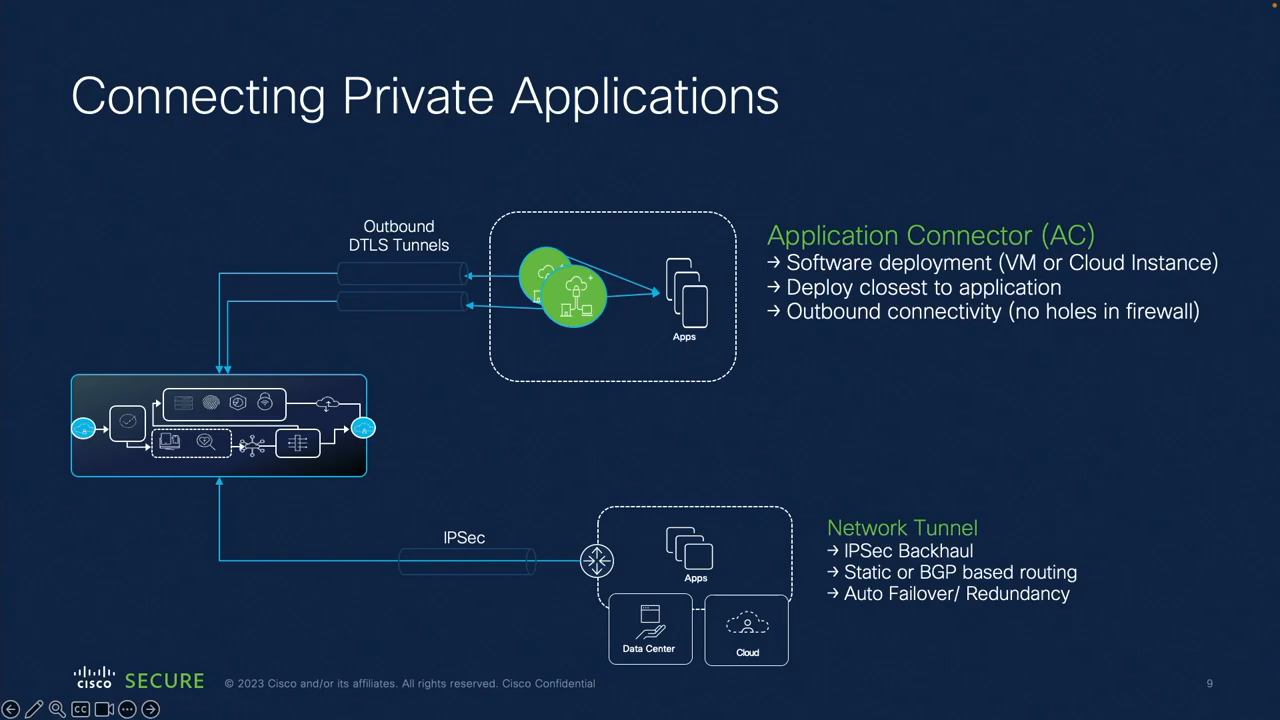 Connecting Private Applications
Outbound
DTLS Tunnels
Apps
Application Connector (AC)
→ Software deployment (VM or Cloud Instance)
→ Deploy closest to application
→ Outbound connectivity (no holes in firewall)
IPSec
Apps
Data Center
Cloud
Network Tunnel
→ IPSec Backhaul
→ Static or BGP based routing
→ Auto Failover/ Redundancy
CISCO SECURE
© 2023 Cisco and/or its affiliates. All rights reserved. Cisco Confidential
9
CC